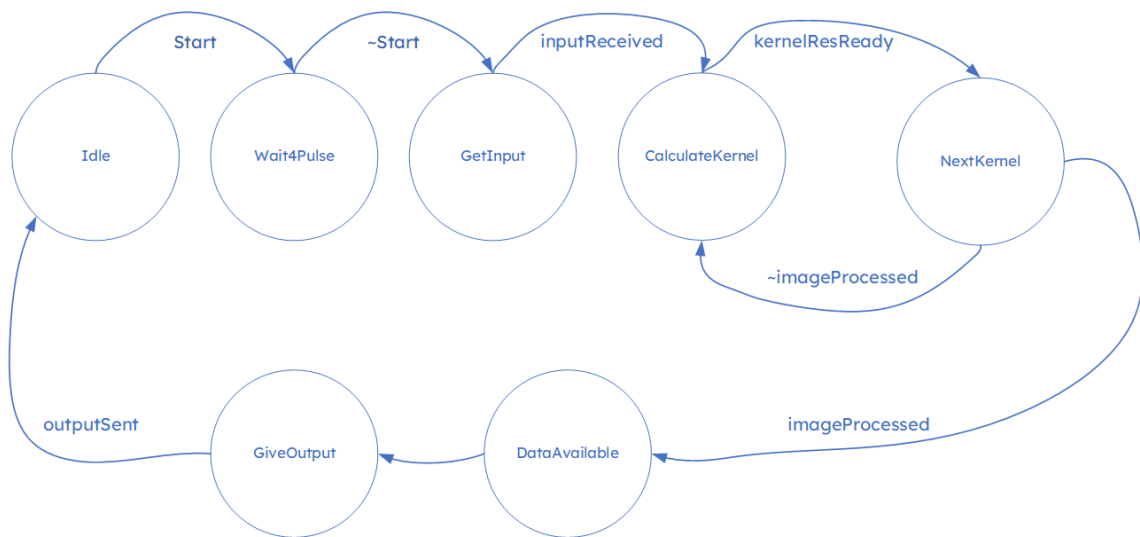 Start
~Start
inputReceived
kernelResReady
Idle
Wait4Pulse
GetInput
CalculateKernel
NextKernel
~imageProcessed
outputSent
GiveOutput
DataAvailable
imageProcessed